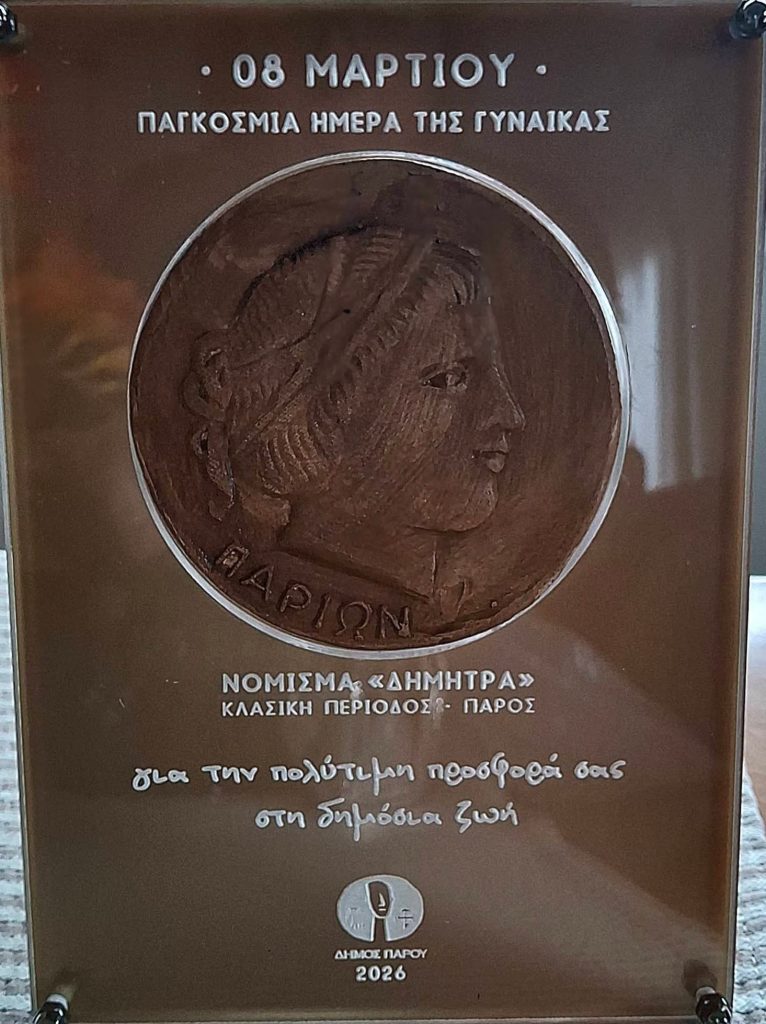 · 08 ΜΑΡΤΙΟΥ ·
ΠΑΓΚΟΣΜΙΑ ΗΜΕΡΑ ΤΗΣ ΓΥΝΑΙΚΑΣ
ΠΑΡΙΩΝ
ΝΟΜΙΣΜΑ «ΔΗΜΗΤΡΑ»
ΚΛΑΣΙΚΗ ΠΕΡΙΟΔΟΣ - ΠΑΡΟΣ
για την πολύτιμη προσφορά σας
στη δημόσια ζωή
ΔΗΜΟΣ ΠΑΡΟΥ
2026